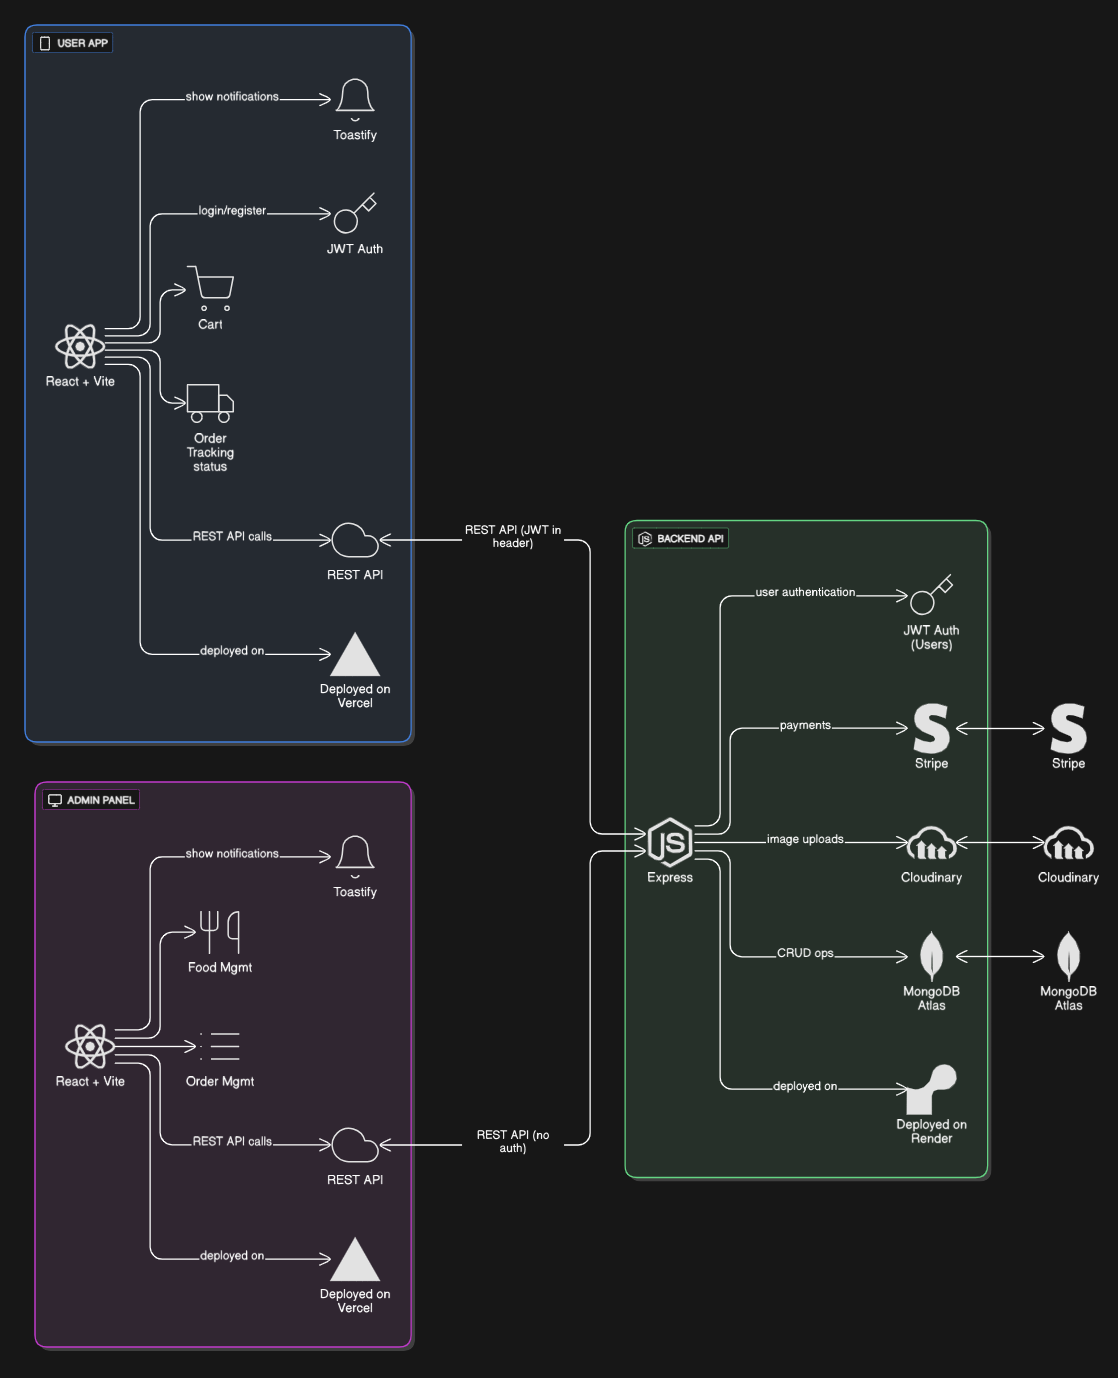 USER APP
show notifications
Toastify
login/register
JWT Auth
Cart
React + Vite
Order
Tracking
status
REST API calls
REST API
deployed on
Deployed on
Vercel
REST API (JWT in
header)
ADMIN PANEL
show notifications
Toastify
Food Mgmt
React + Vite
Order Mgmt
REST API calls
REST API
deployed on
Deployed on
Vercel
REST API (no
auth)
JS
BACKEND API
user authentication
JWT Auth
(Users)
payments
S
Stripe
S
Stripe
JS
Express
image uploads
Cloudinary
Cloudinary
CRUD ops
MongoDB
Atlas
MongoDB
Atlas
deployed on
Deployed on
Render